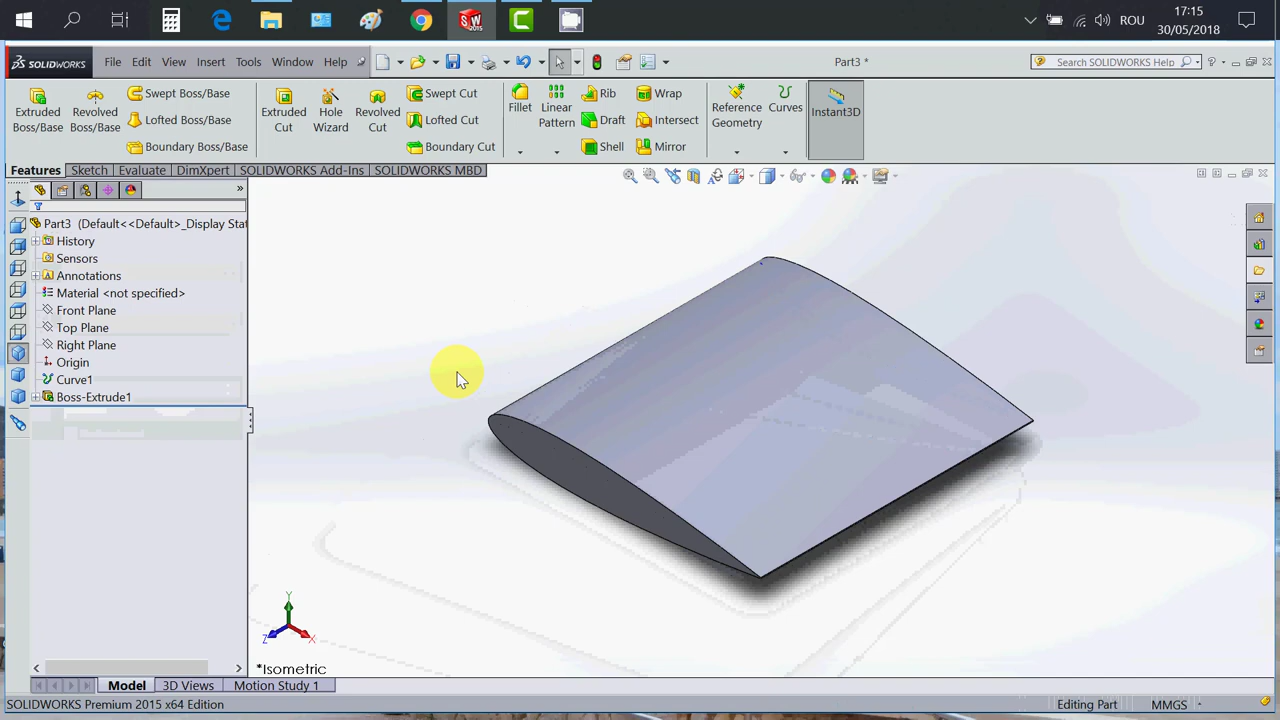 ROU
17:15
30/05/2018
SOLIDWORKS
File Edit View Insert Tools Window Help
Part3 *
Search SOLIDWORKS Help
SW
2015
Extruded
Boss/Base
Revolved
Boss/Base
Swept Boss/Base
Lofted Boss/Base
Boundary Boss/Base
Extruded
Cut
Hole
Wizard
Revolved
Cut
Swept Cut
Lofted Cut
Boundary Cut
Fillet
Linear
Pattern
Rib
Draft
Shell
Wrap
Intersect
Mirror
Reference
Geometry
Curves
Instant3D
Features Sketch Evaluate DimXpert SOLIDWORKS Add-Ins SOLIDWORKS MBD
Part3 (Default<<Default>_Display Stat
History
Sensors
Annotations
Material <not specified>
Front Plane
Top Plane
Right Plane
Origin
Curve1
Boss-Extrude1
Y
Z
X
*Isometric
Model 3D Views Motion Study 1
SOLIDWORKS Premium 2015 x64 Edition
Editing Part
MMGS